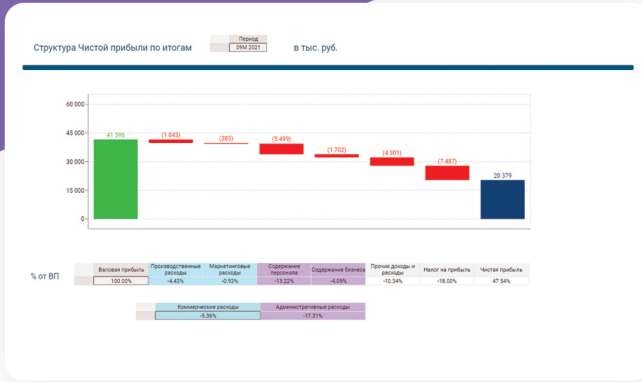 Период
Структура Чистой прибыли по итогам 09М 2021 в тыс. руб.
60 000
45 000
30 000
15 000
0
41 596
(1 843)
(385)
(5 499)
(1 702)
(4 301)
(7 487)
20 379
% от ВП
Валовая прибыль Производственные расходы Маркетинговые расходы Содержание персонала Содержание бизнеса Прочие доходы и расходы Налог на прибыль Чистая прибыль
100.00% -4.43% -0.93% -13.22% -4.09% -10.34% -18.00%
Коммерческие расходы Административные расходы
-5.36% -17.31%